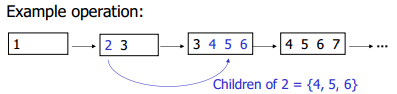 Example operation:
1 2 3 3 4 5 6 4 5 6 7 ...
Children of 2 = {4, 5, 6}